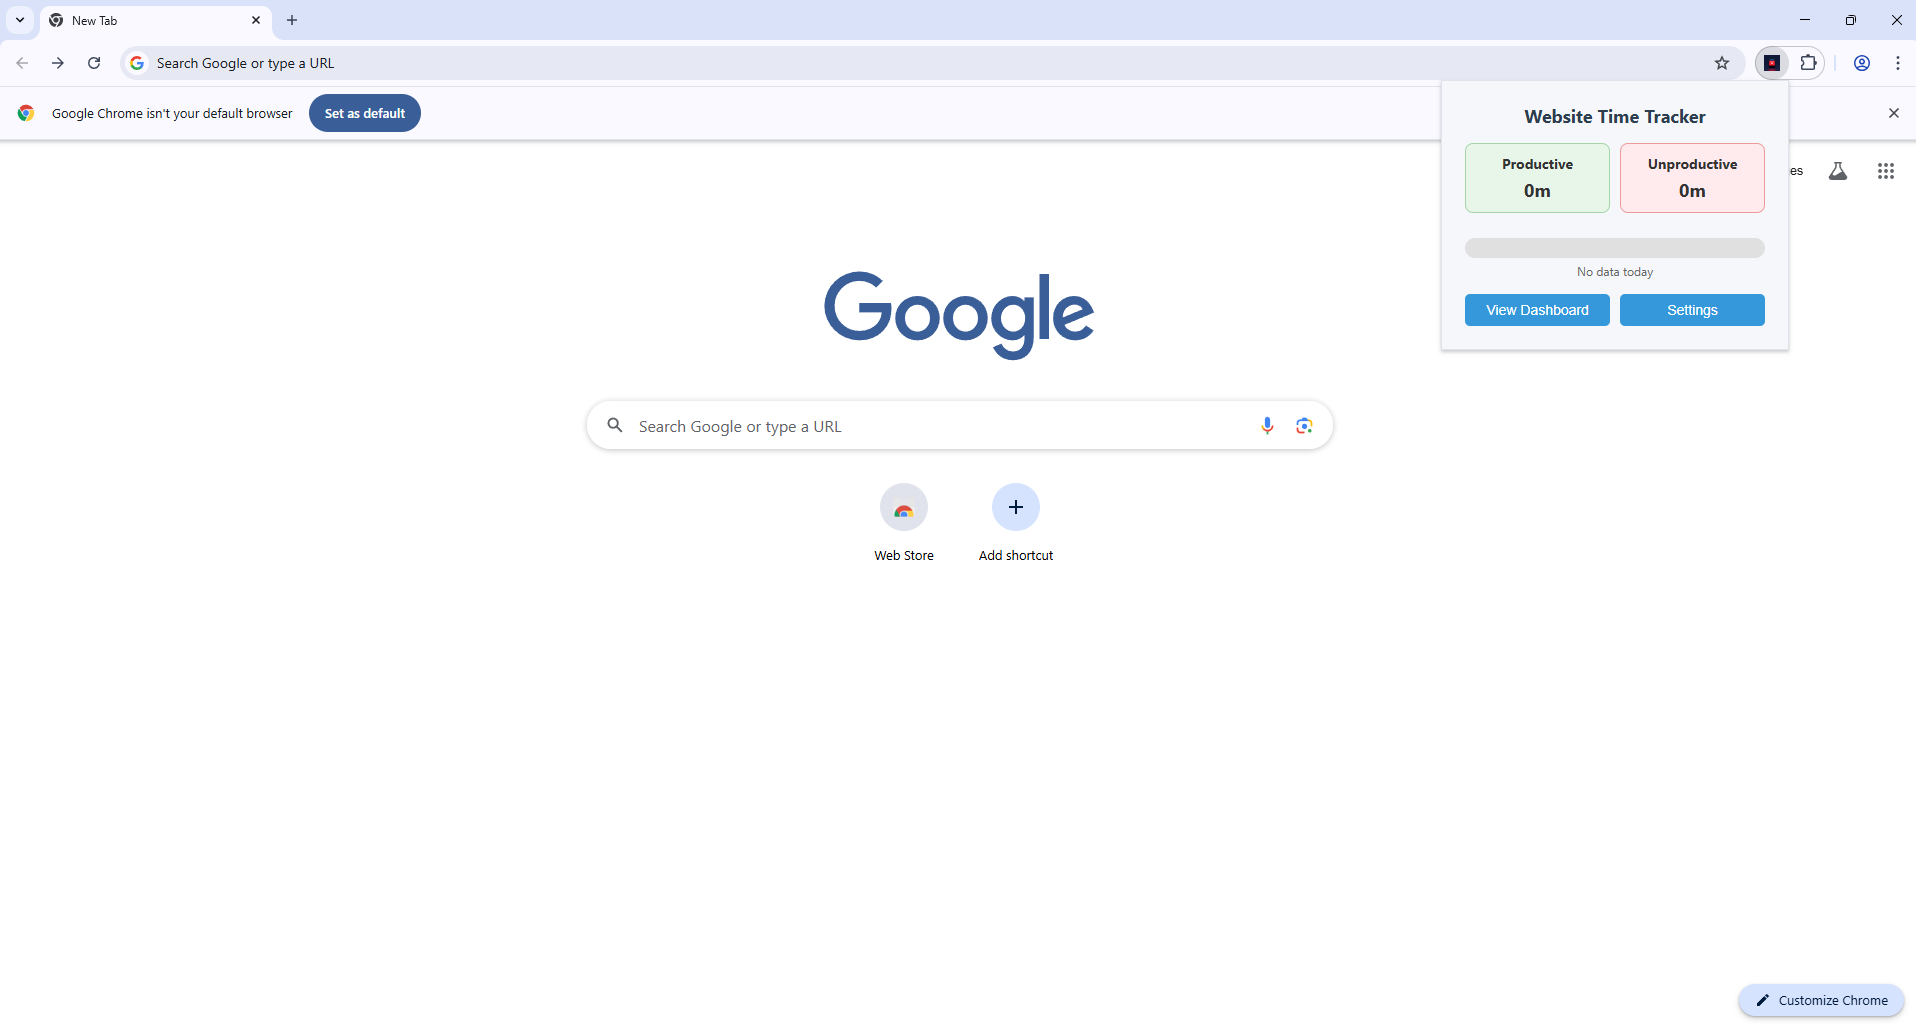 New Tab
Search Google or type a URL
Google Chrome isn't your default browser
Set as default
Website Time Tracker
Productive
0m
Unproductive
0m
No data today
View Dashboard
Settings
es
Google
Search Google or type a URL
Web Store
Add shortcut
Customize Chrome